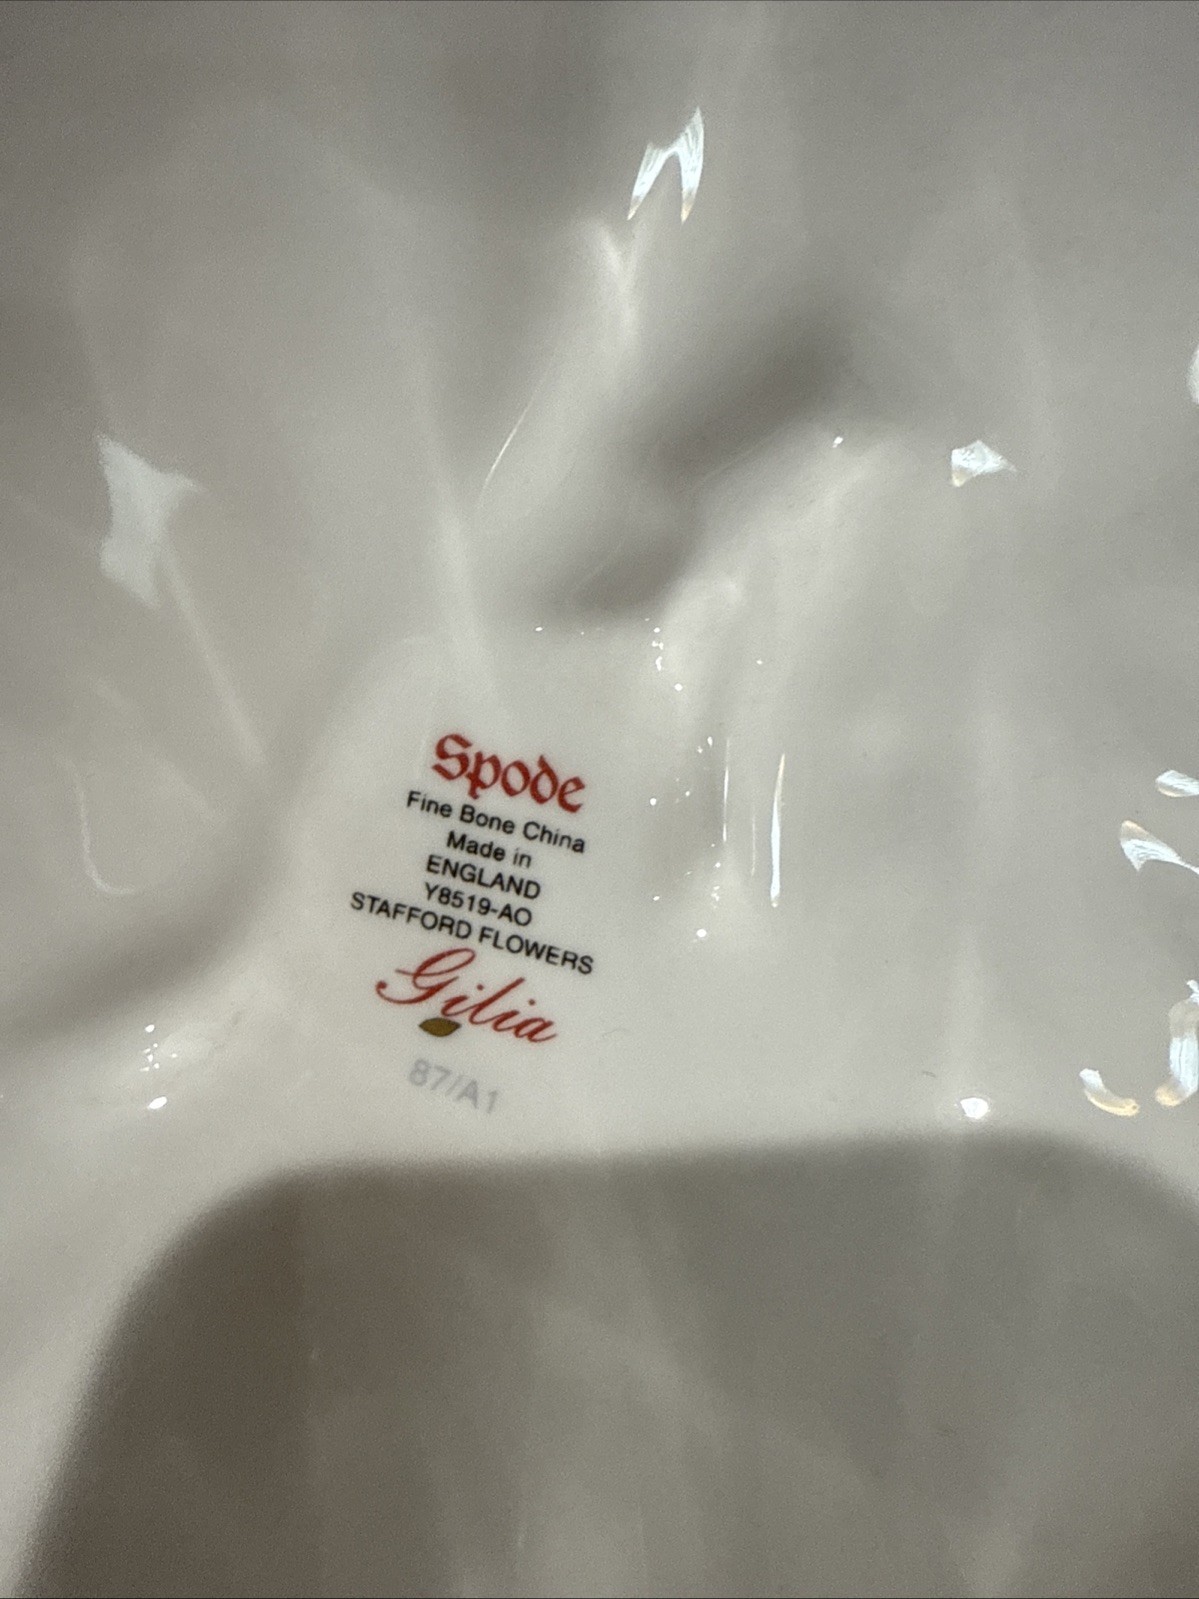 Spode
Fine Bone China
Made in
ENGLAND
Y8519-AO
STAFFORD FLOWERS
Gilia
87/A1